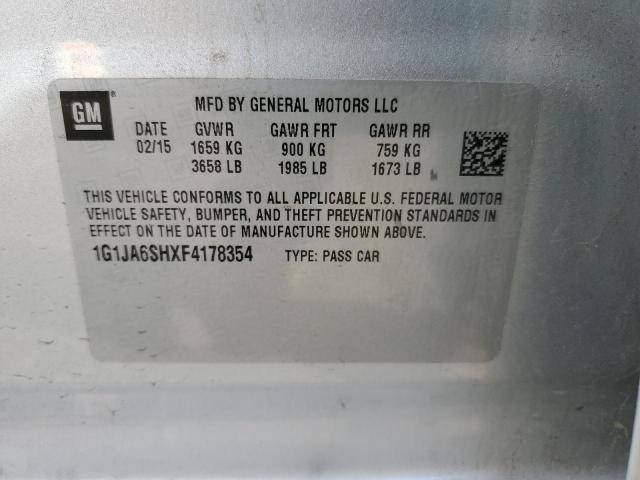 GM®
MFD BY GENERAL MOTORS LLC
DATE GVWR GAWR FRT GAWR RR
02/15 1659 KG 900 KG 759 KG
3658 LB 1985 LB 1673 LB
THIS VEHICLE CONFORMS TO ALL APPLICABLE U.S. FEDERAL MOTOR
VEHICLE SAFETY, BUMPER, AND THEFT PREVENTION STANDARDS IN
EFFECT ON THE DATE OF MANUFACTURE SHOWN ABOVE.
1G1JA6SHXF4178354 TYPE: PASS CAR